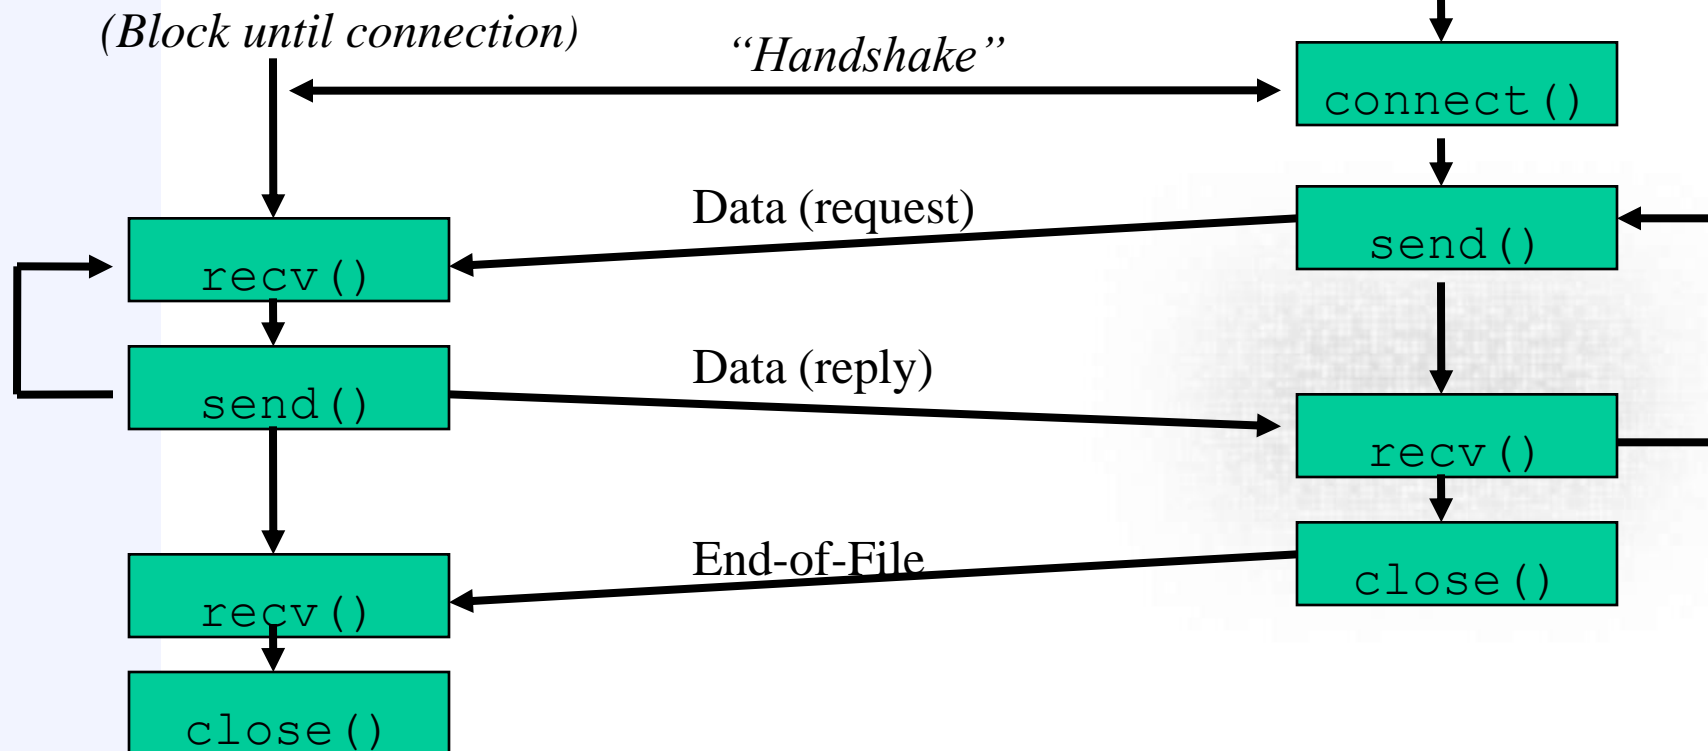 (Block until connection)
“Handshake”
connect()
Data (request)
send()
recv()
Data (reply)
send()
recv()
End-of-File
close()
recv()
close()